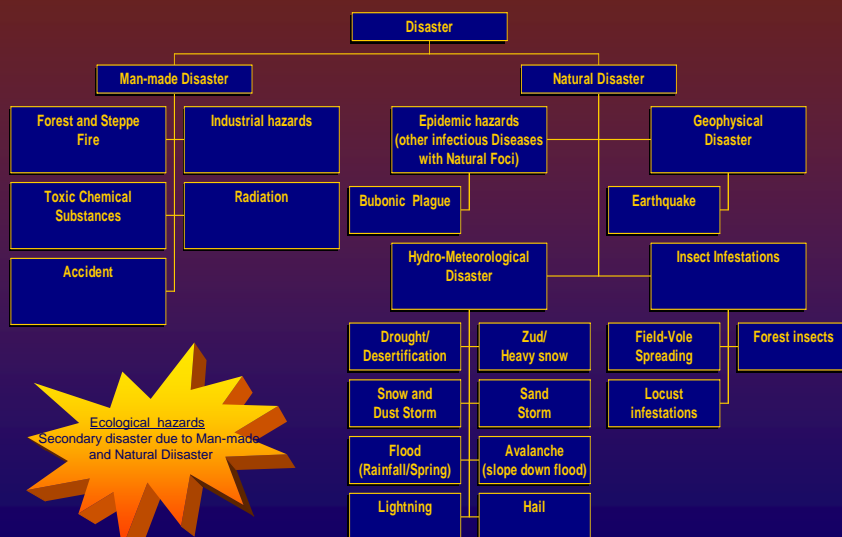 Disaster
Man-made Disaster
Natural Disaster
Forest and Steppe
Fire
Industrial hazards
Epidemic hazards
(other infectious Diseases
with Natural Foci)
Geophysical
Disaster
Toxic Chemical
Substances
Radiation
Bubonic Plague
Earthquake
Accident
Hydro-Meteorological
Disaster
Insect Infestations
Drought/
Desertification
Zud/
Heavy snow
Field-Vole
Spreading
Forest insects
Snow and
Dust Storm
Sand
Storm
Locust
infestations
Flood
(Rainfall/Spring)
Avalanche
(slope down flood)
Lightning
Hail
Ecological hazards
Secondary disaster due to Man-made
and Natural Diisaster